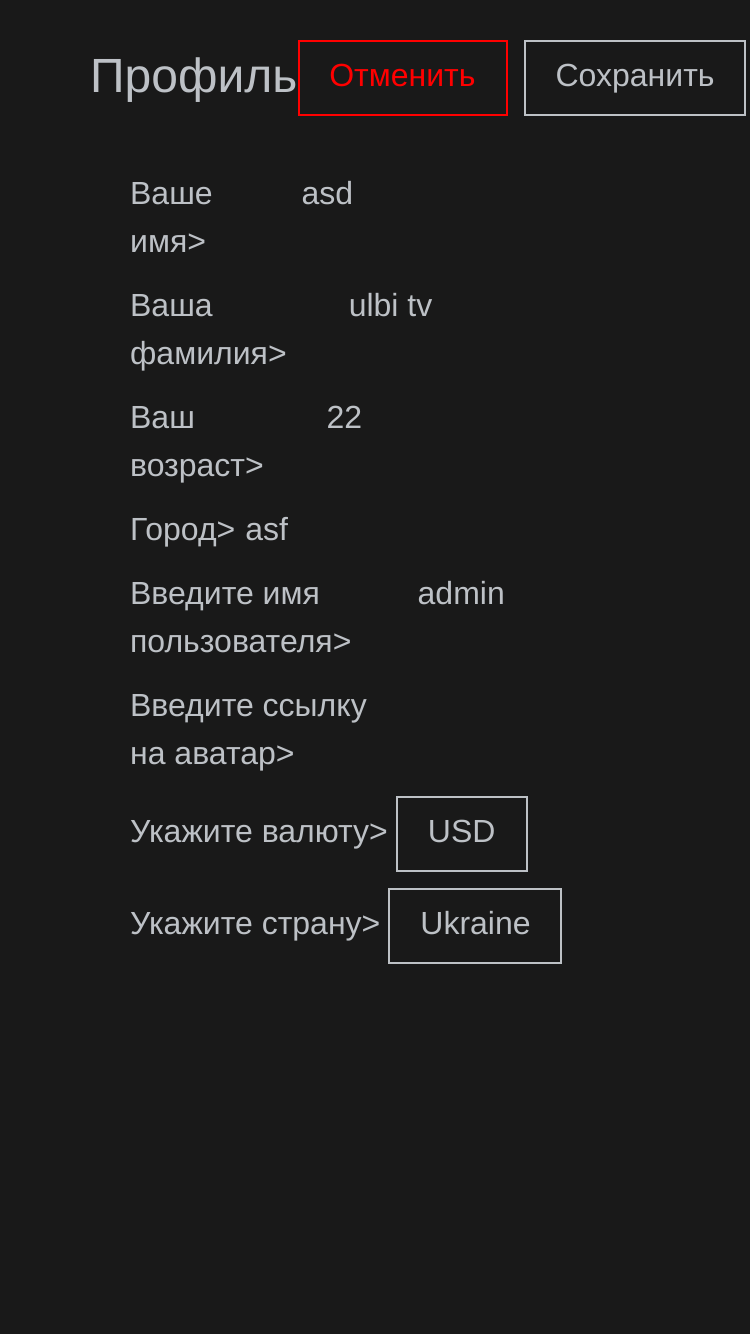 Профиль Отменить Сохранить
Ваше asd
имя>
Ваша ulbi tv
фамилия>
Ваш 22
возраст>
Город> asf
Введите имя admin
пользователя>
Введите ссылку
на аватар>
Укажите валюту> USD
Укажите страну> Ukraine